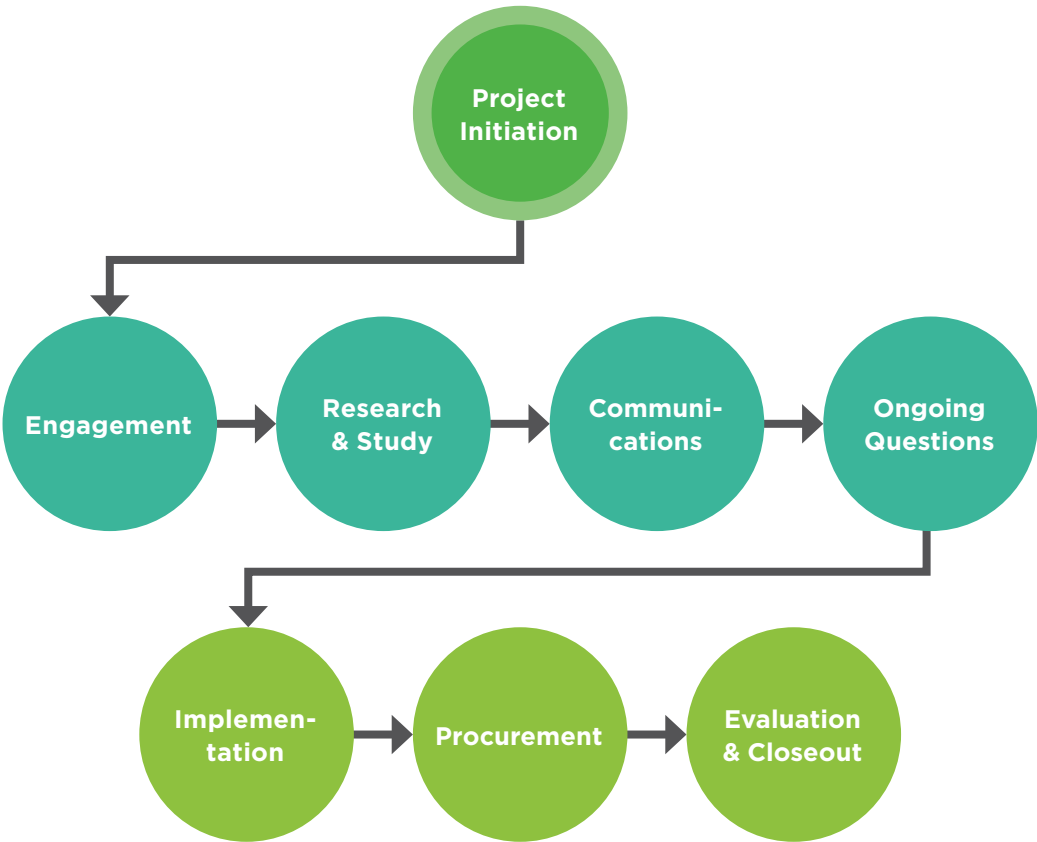 Project
Initiation
Engagement
Research
& Study
Communi-
cations
Ongoing
Questions
Implemen-
tation
Procurement
Evaluation
& Closeout